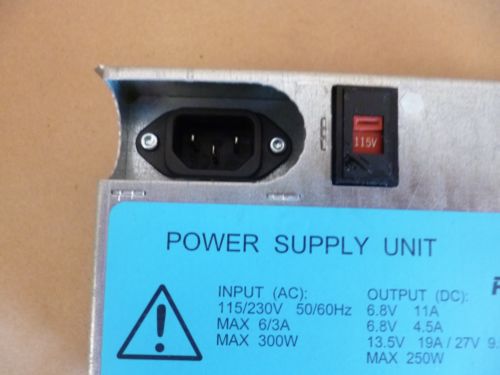 115V
POWER SUPPLY UNIT
INPUT (AC):
115/230V 50/60Hz
MAX 6/3A
MAX 300W
OUTPUT (DC):
6.8V 11A
6.8V 4.5A
13.5V 19A / 27V 9.
MAX 250W